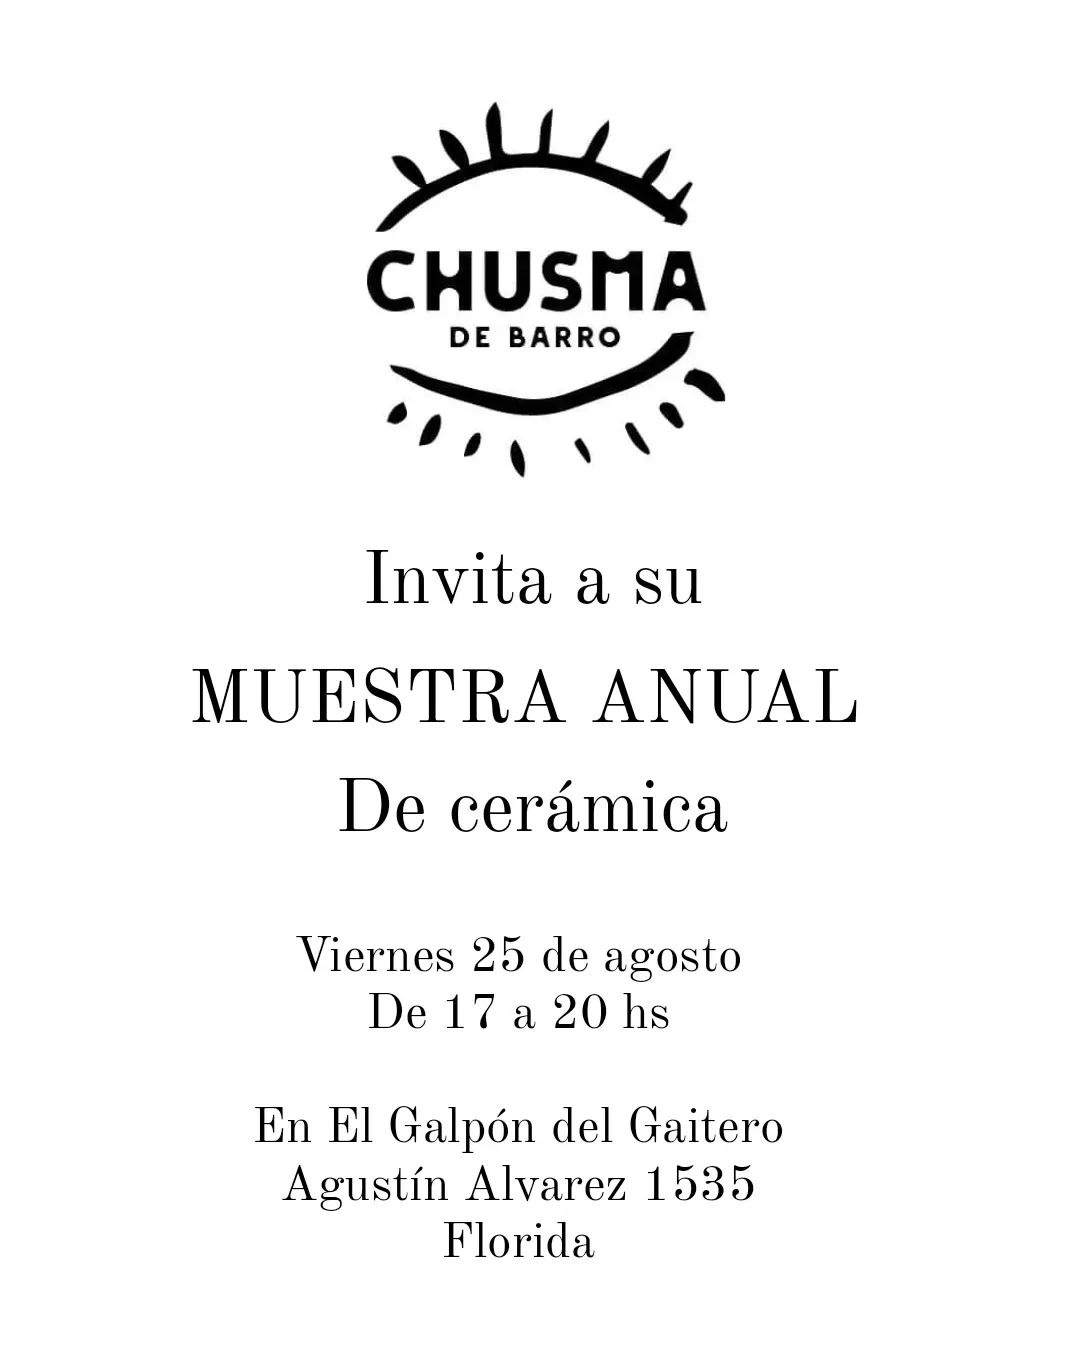 CHUSMA
DE BARRO
Invita a su
MUESTRA ANUAL
De cerámica
Viernes 25 de agosto
De 17 a 20 hs
En El Galpón del Gaitero
Agustín Alvarez 1535
Florida